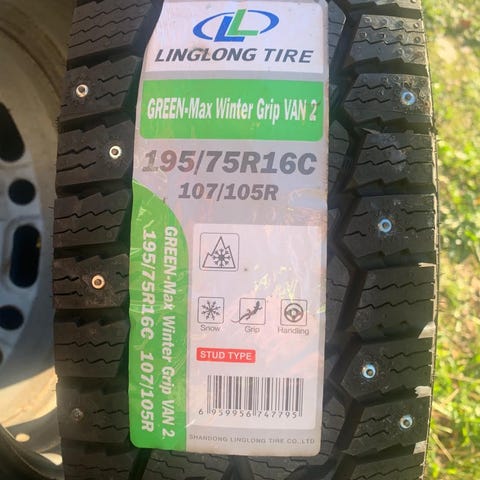 LINGLONG TIRE
GREEN-Max Winter Grip VAN 2
195/75R16C
107/105R
GREEN-Max Winter Grip VAN 2
195/75R16C 107/105R
Snow
Grip
Handling
STUD TYPE
6 959956 747795
SHANDONG LINGLONG TIRE CO.,LTD